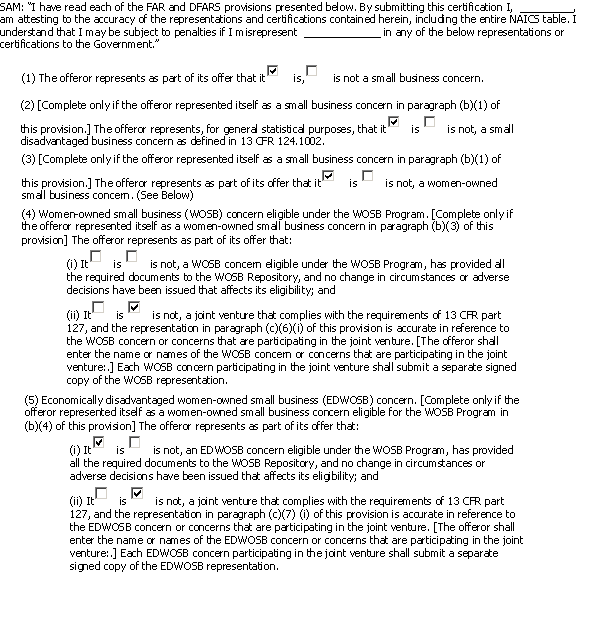 SAM: "I have read each of the FAR and DFARS provisions presented below. By submitting this certification I, ________,
am attesting to the accuracy of the representations and certifications contained herein, including the entire NAICS table. I
understand that I may be subject to penalties if I misrepresent ___________ in any of the below representations or
certifications to the Government."
(1) The offeror represents as part of its offer that it ☑ is, ☐ is not a small business concern.
(2) [Complete only if the offeror represented itself as a small business concern in paragraph (b)(1) of
this provision.] The offeror represents, for general statistical purposes, that it ☑ is ☐ is not, a small
disadvantaged business concern as defined in 13 CFR 124.1002.
(3) [Complete only if the offeror represented itself as a small business concern in paragraph (b)(1) of
this provision.] The offeror represents as part of its offer that it ☑ is ☐ is not, a women-owned
small business concern. (See Below)
(4) Women-owned small business (WOSB) concern eligible under the WOSB Program. [Complete only if
the offeror represented itself as a women-owned small business concern in paragraph (b)(3) of this
provision] The offeror represents as part of its offer that:
(i) It ☐ is ☐ is not, a WOSB concern eligible under the WOSB Program, has provided all
the required documents to the WOSB Repository, and no change in circumstances or adverse
decisions have been issued that affects its eligibility; and
(ii) It ☐ is ☑ is not, a joint venture that complies with the requirements of 13 CFR part
127, and the representation in paragraph (c)(6)(i) of this provision is accurate in reference to
the WOSB concern or concerns that are participating in the joint venture. [The offeror shall
enter the name or names of the WOSB concern or concerns that are participating in the joint
venture:.] Each WOSB concern participating in the joint venture shall submit a separate signed
copy of the WOSB representation.
(5) Economically disadvantaged women-owned small business (EDWOSB) concern. [Complete only if the
offeror represented itself as a women-owned small business concern eligible for the WOSB Program in
(b)(4) of this provision] The offeror represents as part of its offer that:
(i) It ☑ is ☐ is not, an EDWOSB concern eligible under the WOSB Program, has provided
all the required documents to the WOSB Repository, and no change in circumstances or
adverse decisions have been issued that affects its eligibility; and
(ii) It ☐ is ☑ is not, a joint venture that complies with the requirements of 13 CFR part
127, and the representation in paragraph (c)(7) (i) of this provision is accurate in reference to
the EDWOSB concern or concerns that are participating in the joint venture. [The offeror shall
enter the name or names of the EDWOSB concern or concerns that are participating in the joint
venture:.] Each EDWOSB concern participating in the joint venture shall submit a separate
signed copy of the EDWOSB representation.